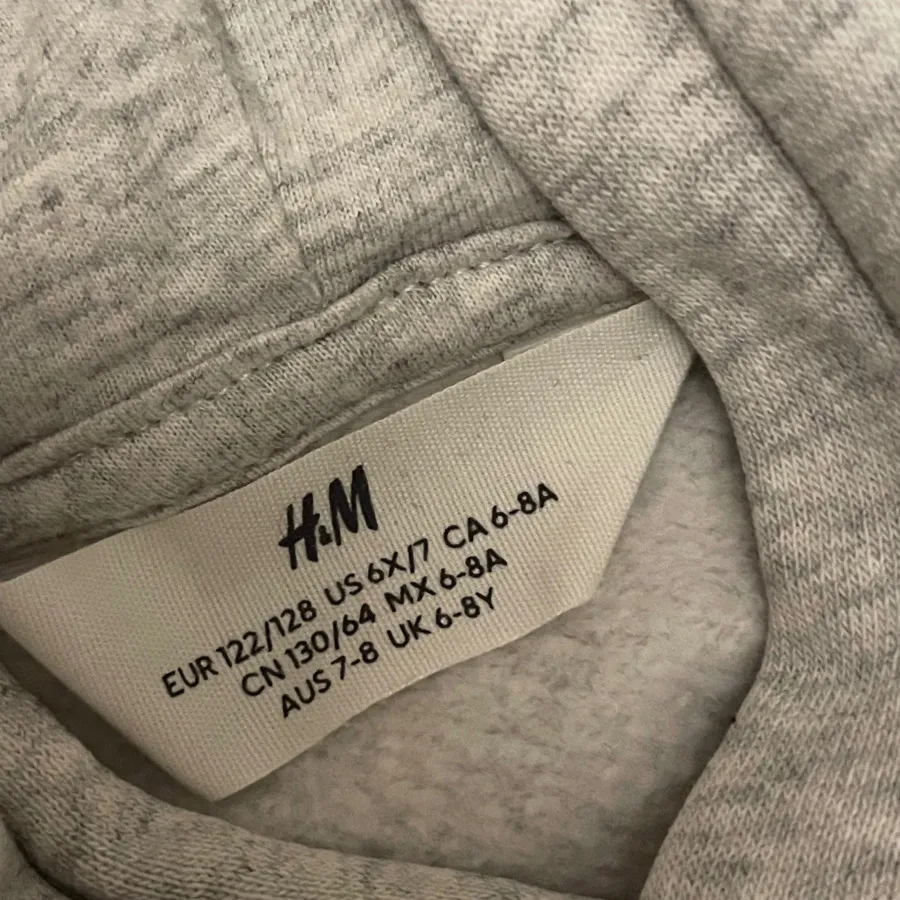 H&M
EUR 122/128 US 6X/7 CA 6-8A
CN 130/64 MX 6-8A
AUS 7-8 UK 6-8Y